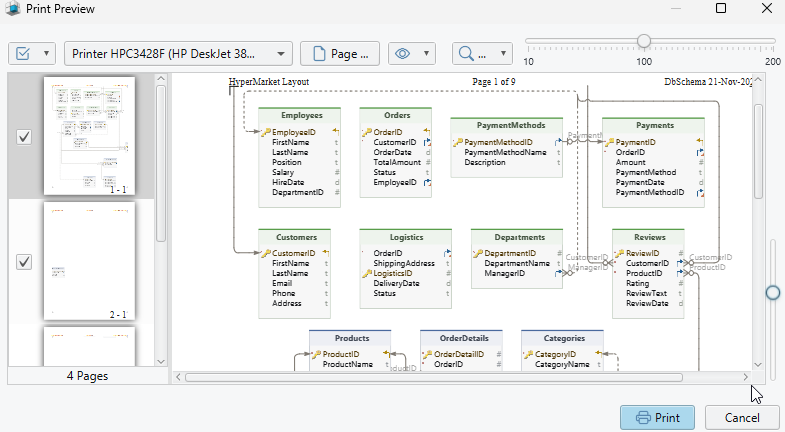 Print Preview
Printer HPC3428F (HP DeskJet 38...
Page ...
...
10 100 200
HyperMarket Layout Page 1 of 9 DbSchema 21-Nov-202
1 - 1
2 - 1
4 Pages
Employees
EmployeeID
FirstName t
LastName t
Position t
Salary #
HireDate d
DepartmentID #
Orders
OrderID
CustomerID
OrderDate d
TotalAmount #
Status t
EmployeeID
PaymentMethods
PaymentMethodID
PaymentMethodName t
Description t
Payments
PaymentID
OrderID
Amount #
PaymentMethod t
PaymentDate d
PaymentMethodID
Customers
CustomerID
FirstName t
LastName t
Email t
Phone t
Address t
Logistics
OrderID
ShippingAddress t
LogisticsID #
DeliveryDate d
Status t
Departments
DepartmentID #
DepartmentName t
ManagerID
CustomerID
ManagerID
Reviews
ReviewID #
CustomerID
ProductID
Rating #
ReviewText t
ReviewDate d
CustomerID
ProductID
Products
ProductID
ProductName t
OrderDetails
OrderDetailID #
OrderID #
Categories
CategoryID
CategoryName t
Print
Cancel